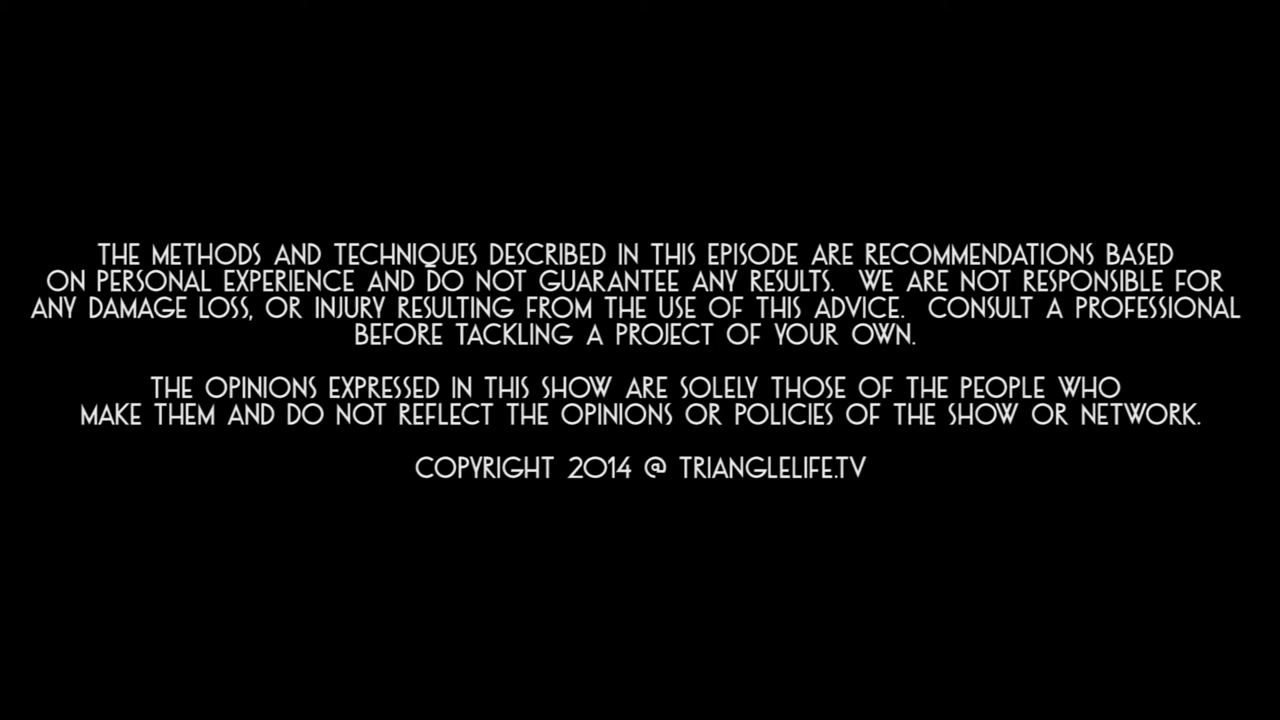 THE METHODS AND TECHNIQUES DESCRIBED IN THIS EPISODE ARE RECOMMENDATIONS BASED
ON PERSONAL EXPERIENCE AND DO NOT GUARANTEE ANY RESULTS. WE ARE NOT RESPONSIBLE FOR
ANY DAMAGE LOSS, OR INJURY RESULTING FROM THE USE OF THIS ADVICE. CONSULT A PROFESSIONAL
BEFORE TACKLING A PROJECT OF YOUR OWN.
THE OPINIONS EXPRESSED IN THIS SHOW ARE SOLELY THOSE OF THE PEOPLE WHO
MAKE THEM AND DO NOT REFLECT THE OPINIONS OR POLICIES OF THE SHOW OR NETWORK.
COPYRIGHT 2014 @ TRIANGLELIFE.TV